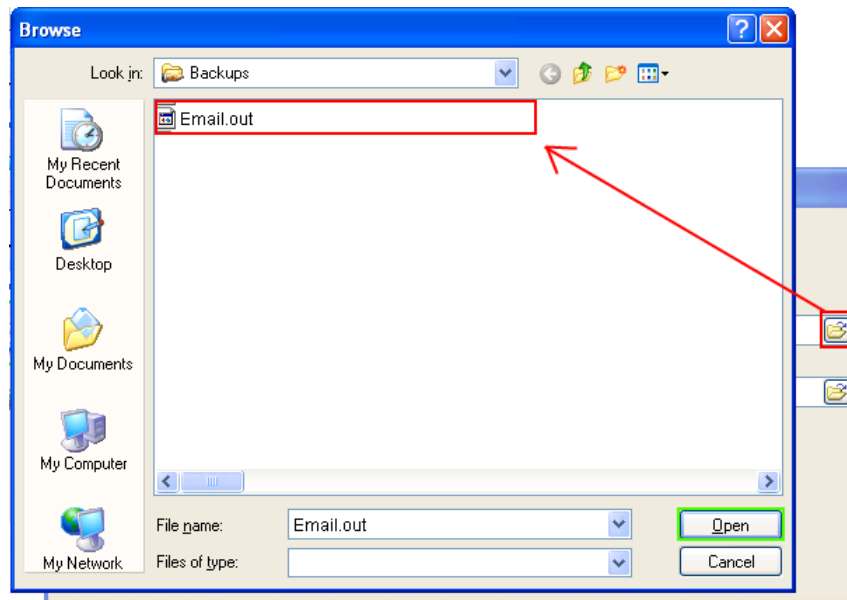 Browse
Look in:
Backups
Email.out
My Recent
Documents
Desktop
My Documents
My Computer
My Network
File name:
Email.out
Open
Files of type:
Cancel